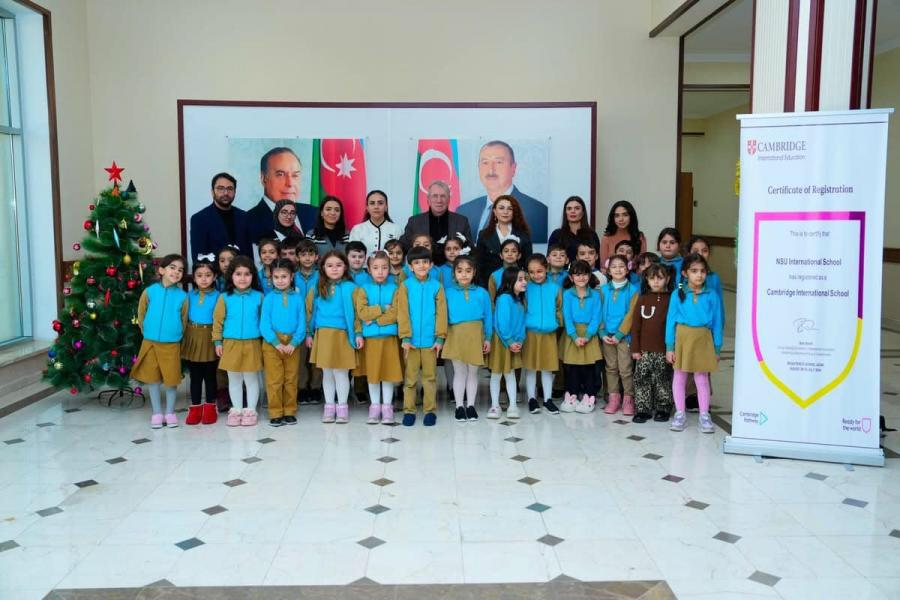 CAMBRIDGE
International Education
Certificate of Registration
This is to certify that
NSU International School
has registered as a
Cambridge International School
Cambridge
Pathway
Ready for
the world